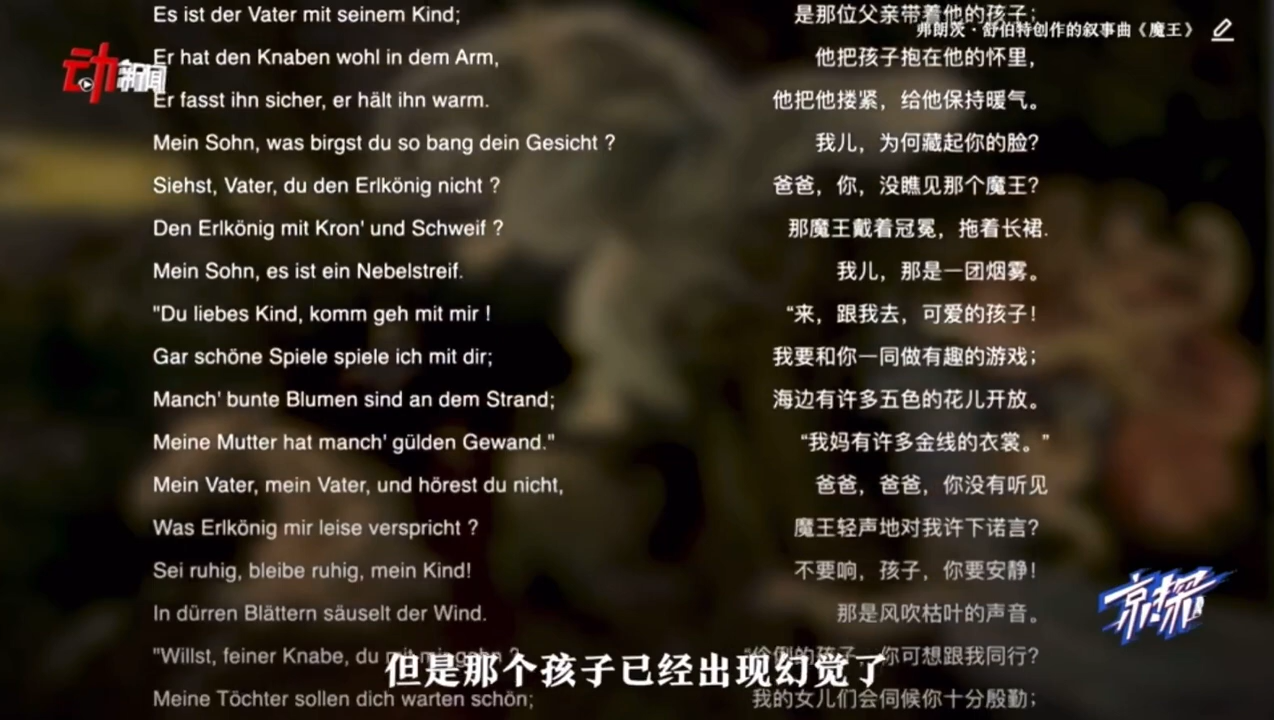 Es ist der Vater mit seinem Kind;
是那位父亲带着他的孩子;
弗朗茨·舒伯特创作的叙事曲《魔王》
动新闻
Er hat den Knaben wohl in dem Arm,
他把孩子抱在他的怀里，
Er fasst ihn sicher, er hält ihn warm.
他把他搂紧，给他保持暖气。
Mein Sohn, was birgst du so bang dein Gesicht ?
我儿，为何藏起你的脸?
Siehst, Vater, du den Erlkönig nicht ?
爸爸，你，没瞧见那个魔王?
Den Erlkönig mit Kron' und Schweif ?
那魔王戴着冠冕，拖着长裙.
Mein Sohn, es ist ein Nebelstreif.
我儿，那是一团烟雾。
"Du liebes Kind, komm geh mit mir !
“来，跟我去，可爱的孩子!
Gar schöne Spiele spiele ich mit dir;
我要和你一同做有趣的游戏;
Manch' bunte Blumen sind an dem Strand;
海边有许多五色的花儿开放。
Meine Mutter hat manch' gülden Gewand."
“我妈有许多金线的衣裳。”
Mein Vater, mein Vater, und hörest du nicht,
爸爸，爸爸，你没有听见
Was Erlkönig mir leise verspricht ?
魔王轻声地对我许下诺言?
Sei ruhig, bleibe ruhig, mein Kind!
不要响，孩子，你要安静!
In dürren Blättern säuselt der Wind.
那是风吹枯叶的声音。
京探
"Willst, feiner Knabe, du mit mir gehn ?
的孩子，你可想跟我同行?
但是那个孩子已经出现幻觉了
Meine Töchter sollen dich warten schön;
我的女儿们会伺候你十分殷勤;